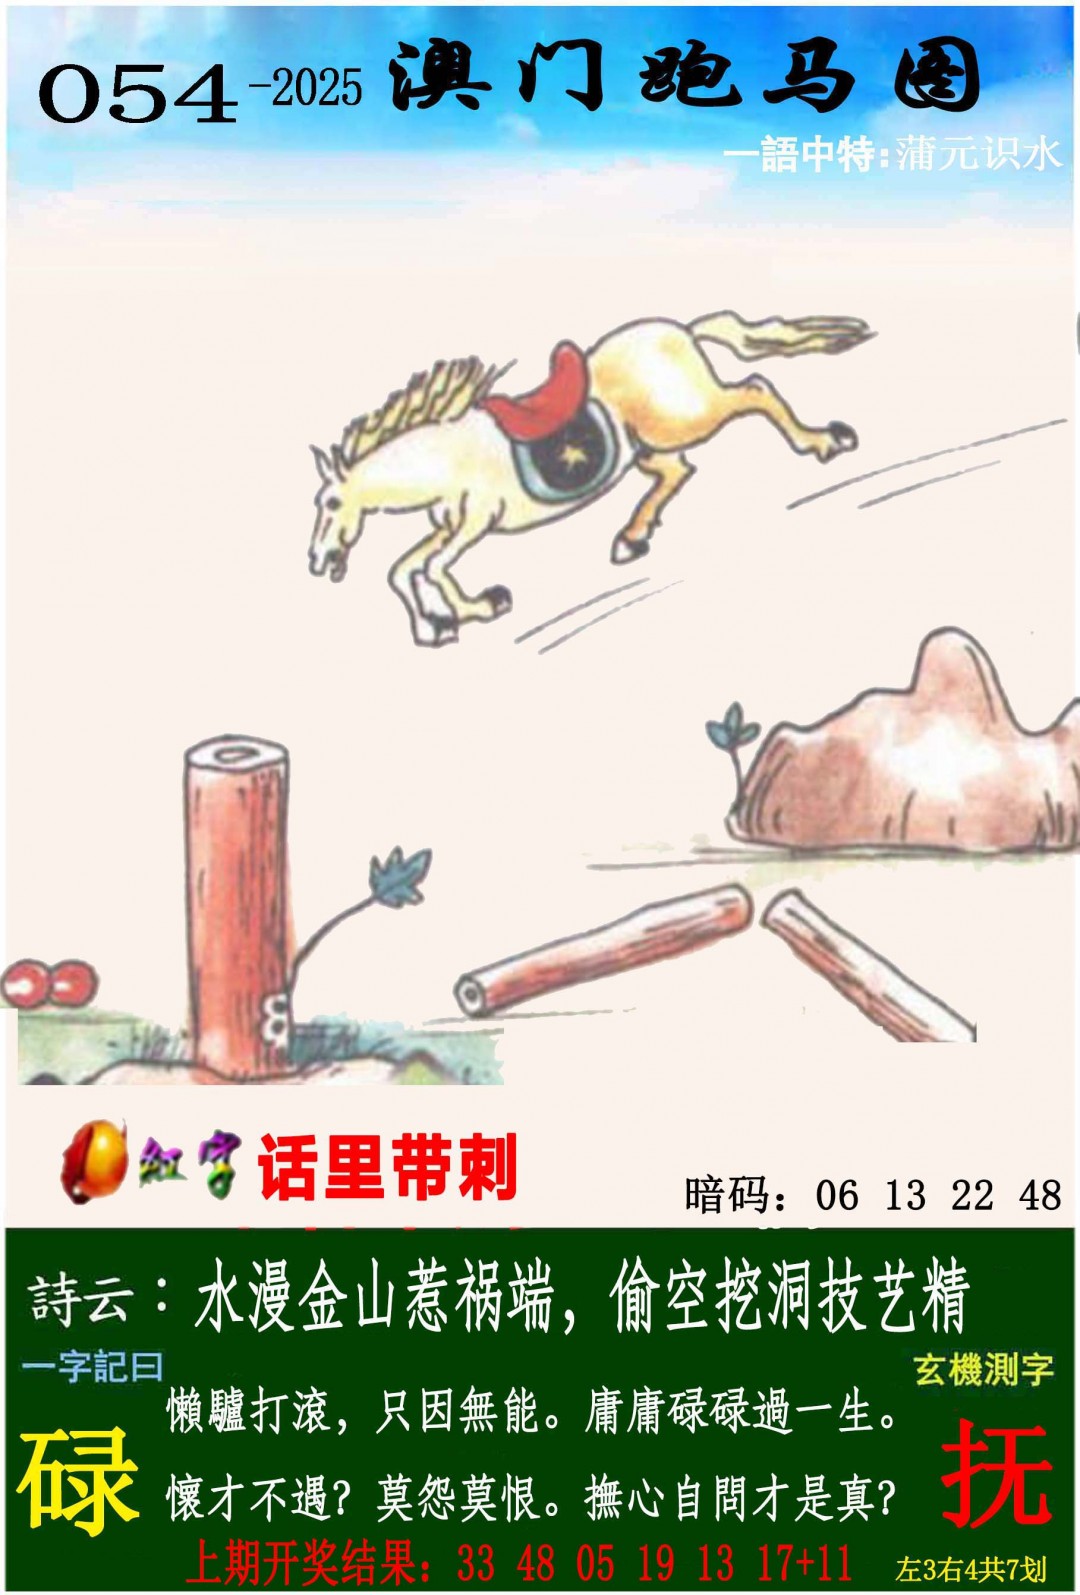 054-2025 澳门跑马图
一語中特:蒲元识水
红字 话里带刺
暗码：06 13 22 48
詩云：水漫金山惹祸端，偷空挖洞技艺精
一字記曰
玄機測字
碌
懒驢打滾，只因無能。庸庸碌碌過一生。
懷才不遇？莫怨莫恨。撫心自問才是真？
抚
上期开奖结果：33 48 05 19 13 17+11
左3右4共7划